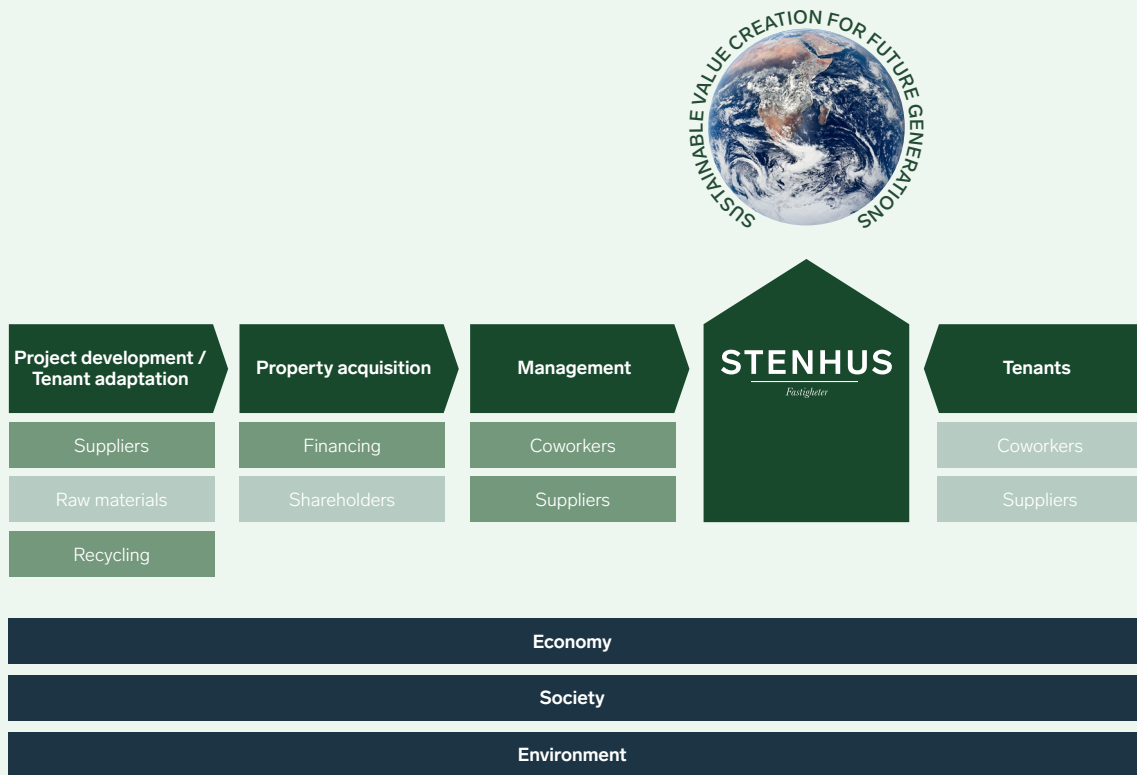 SUSTAINABLE VALUE CREATION FOR FUTURE GENERATIONS
Project development /
Tenant adaptation
Property acquisition
Management
STENHUS
Fastigheter
Tenants
Suppliers
Financing
Coworkers
Coworkers
Raw materials
Shareholders
Suppliers
Suppliers
Recycling
Economy
Society
Environment